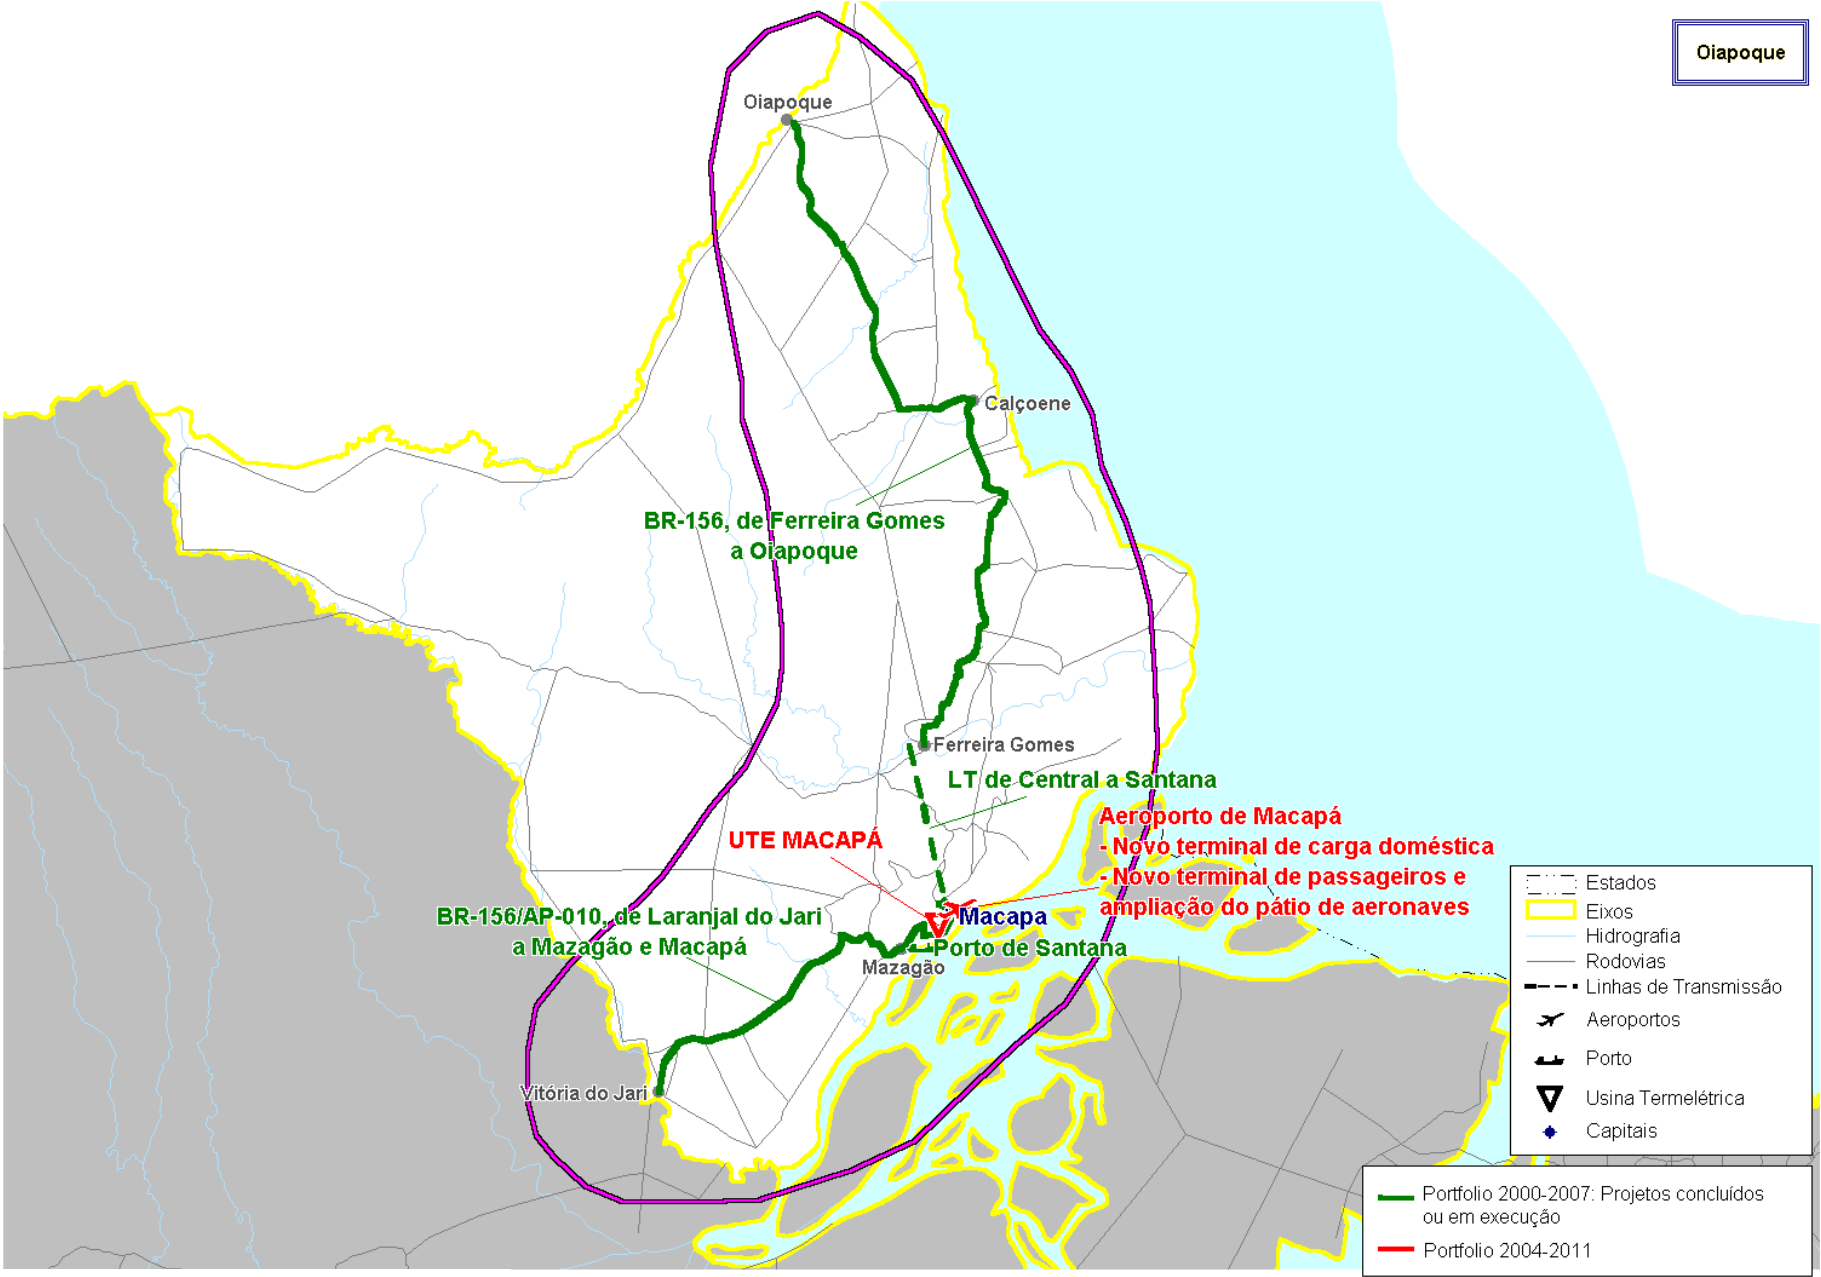 Oiapoque
Oiapoque
Calçoene
BR-156, de Ferreira Gomes
a Oiapoque
Ferreira Gomes
LT de Central a Santana
Aeroporto de Macapá
- Novo terminal de carga doméstica
- Novo terminal de passageiros e
ampliação do pátio de aeronaves
UTE MACAPÁ
BR-156/AP-010, de Laranjal do Jari
a Mazagão e Macapá
Macapa
Porto de Santana
Mazagão
Vitória do Jari
Estados
Eixos
Hidrografia
Rodovias
Linhas de Transmissão
Aeroportos
Porto
Usina Termelétrica
Capitais
Portfolio 2000-2007: Projetos concluídos
ou em execução
Portfolio 2004-2011